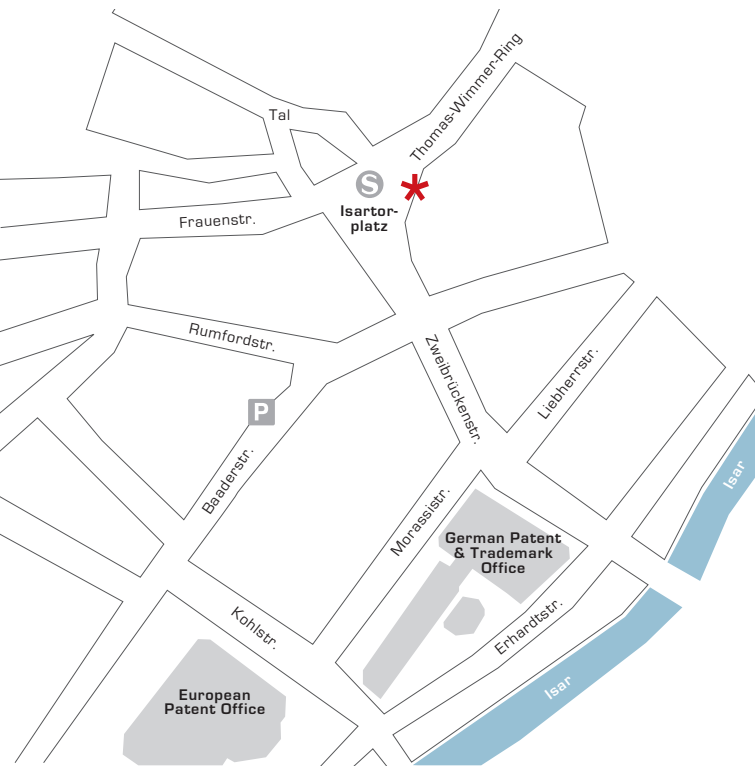 Thomas-Wimmer-Ring
Tal
S
Isartor-
platz
Frauenstr.
Rumfordstr.
Zweibrückenstr.
Liebherrstr.
P
Baaderstr.
Isar
Morassistr.
German Patent
& Trademark
Office
Kohlstr.
Erhardtstr.
European
Patent Office
Isar